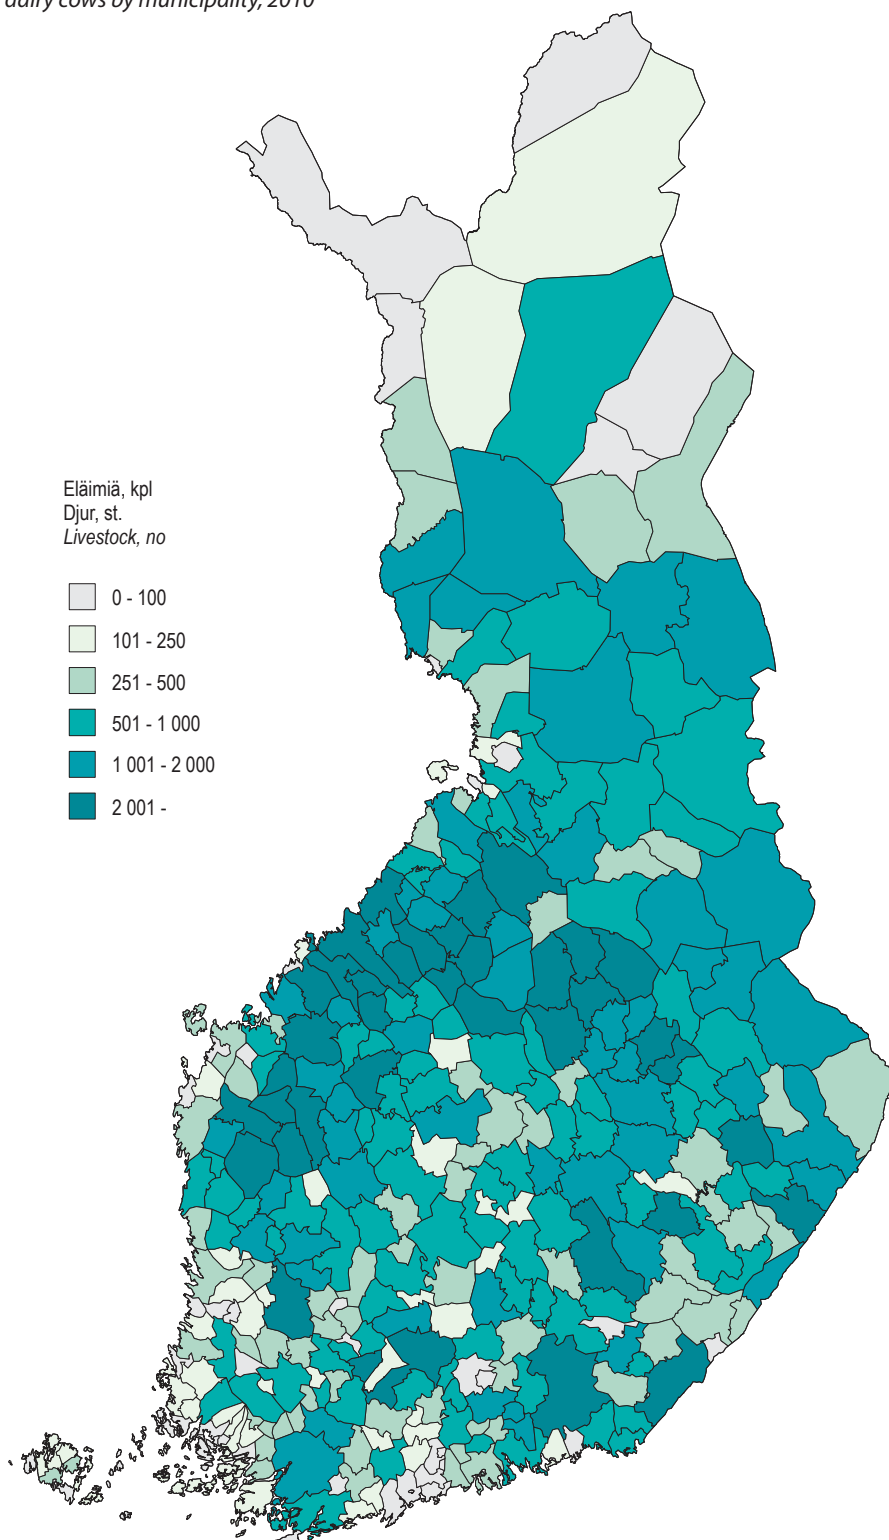 dairy cows by municipality, 2010
Eläimiä, kpl
Djur, st.
Livestock, no
0 - 100
101 - 250
251 - 500
501 - 1 000
1 001 - 2 000
2 001 -